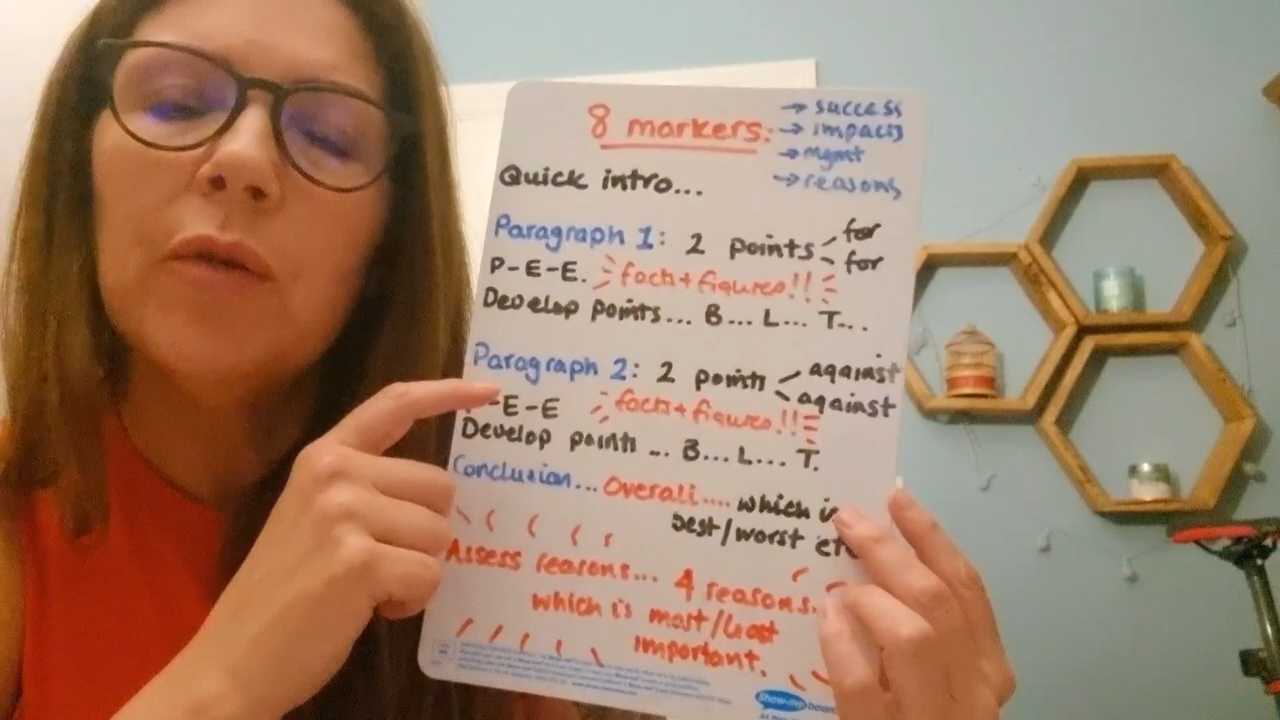 8 markers:
→ success
→ impacts
→ mgmt
→ reasons
Quick intro...
Paragraph 1: 2 points for
for
P-E-E. facts + figures!!
Develop points... B... L... T...
Paragraph 2: 2 points against
against
P-E-E facts + figures!!
Develop points ... B... L... T.
Conclusion... Overall.... which is
best/worst etc
Assess reasons... 4 reasons.
which is most/least
important.
Show-me